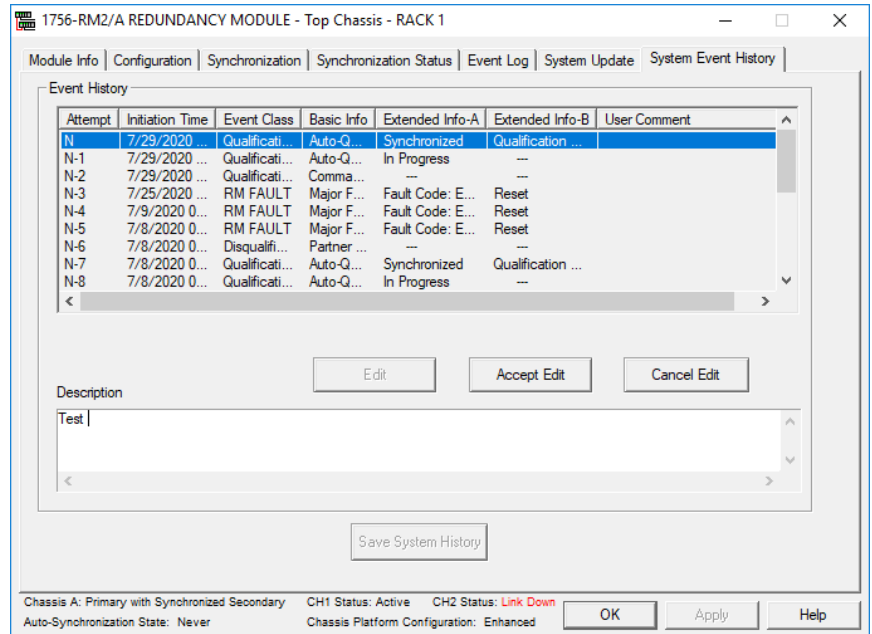 1756-RM2/A REDUNDANCY MODULE - Top Chassis - RACK 1
Module Info Configuration Synchronization Synchronization Status Event Log System Update System Event History
Event History
Attempt Initiation Time Event Class Basic Info Extended Info-A Extended Info-B User Comment
N 7/29/2020 ... Qualificati... Auto-Q... Synchronized Qualification ...
N-1 7/29/2020 ... Qualificati... Auto-Q... In Progress ---
N-2 7/29/2020 ... Qualificati... Comma... --- ---
N-3 7/25/2020 ... RM FAULT Major F... Fault Code: E... Reset
N-4 7/9/2020 0... RM FAULT Major F... Fault Code: E... Reset
N-5 7/8/2020 0... RM FAULT Major F... Fault Code: E... Reset
N-6 7/8/2020 0... Disqualifi... Partner ... --- ---
N-7 7/8/2020 0... Qualificati... Auto-Q... Synchronized Qualification ...
N-8 7/8/2020 0... Qualificati... Auto-Q... In Progress ---
Edit Accept Edit Cancel Edit
Description
Test
Save System History
Chassis A: Primary with Synchronized Secondary CH1 Status: Active CH2 Status: Link Down
Auto-Synchronization State: Never Chassis Platform Configuration: Enhanced
OK Apply Help